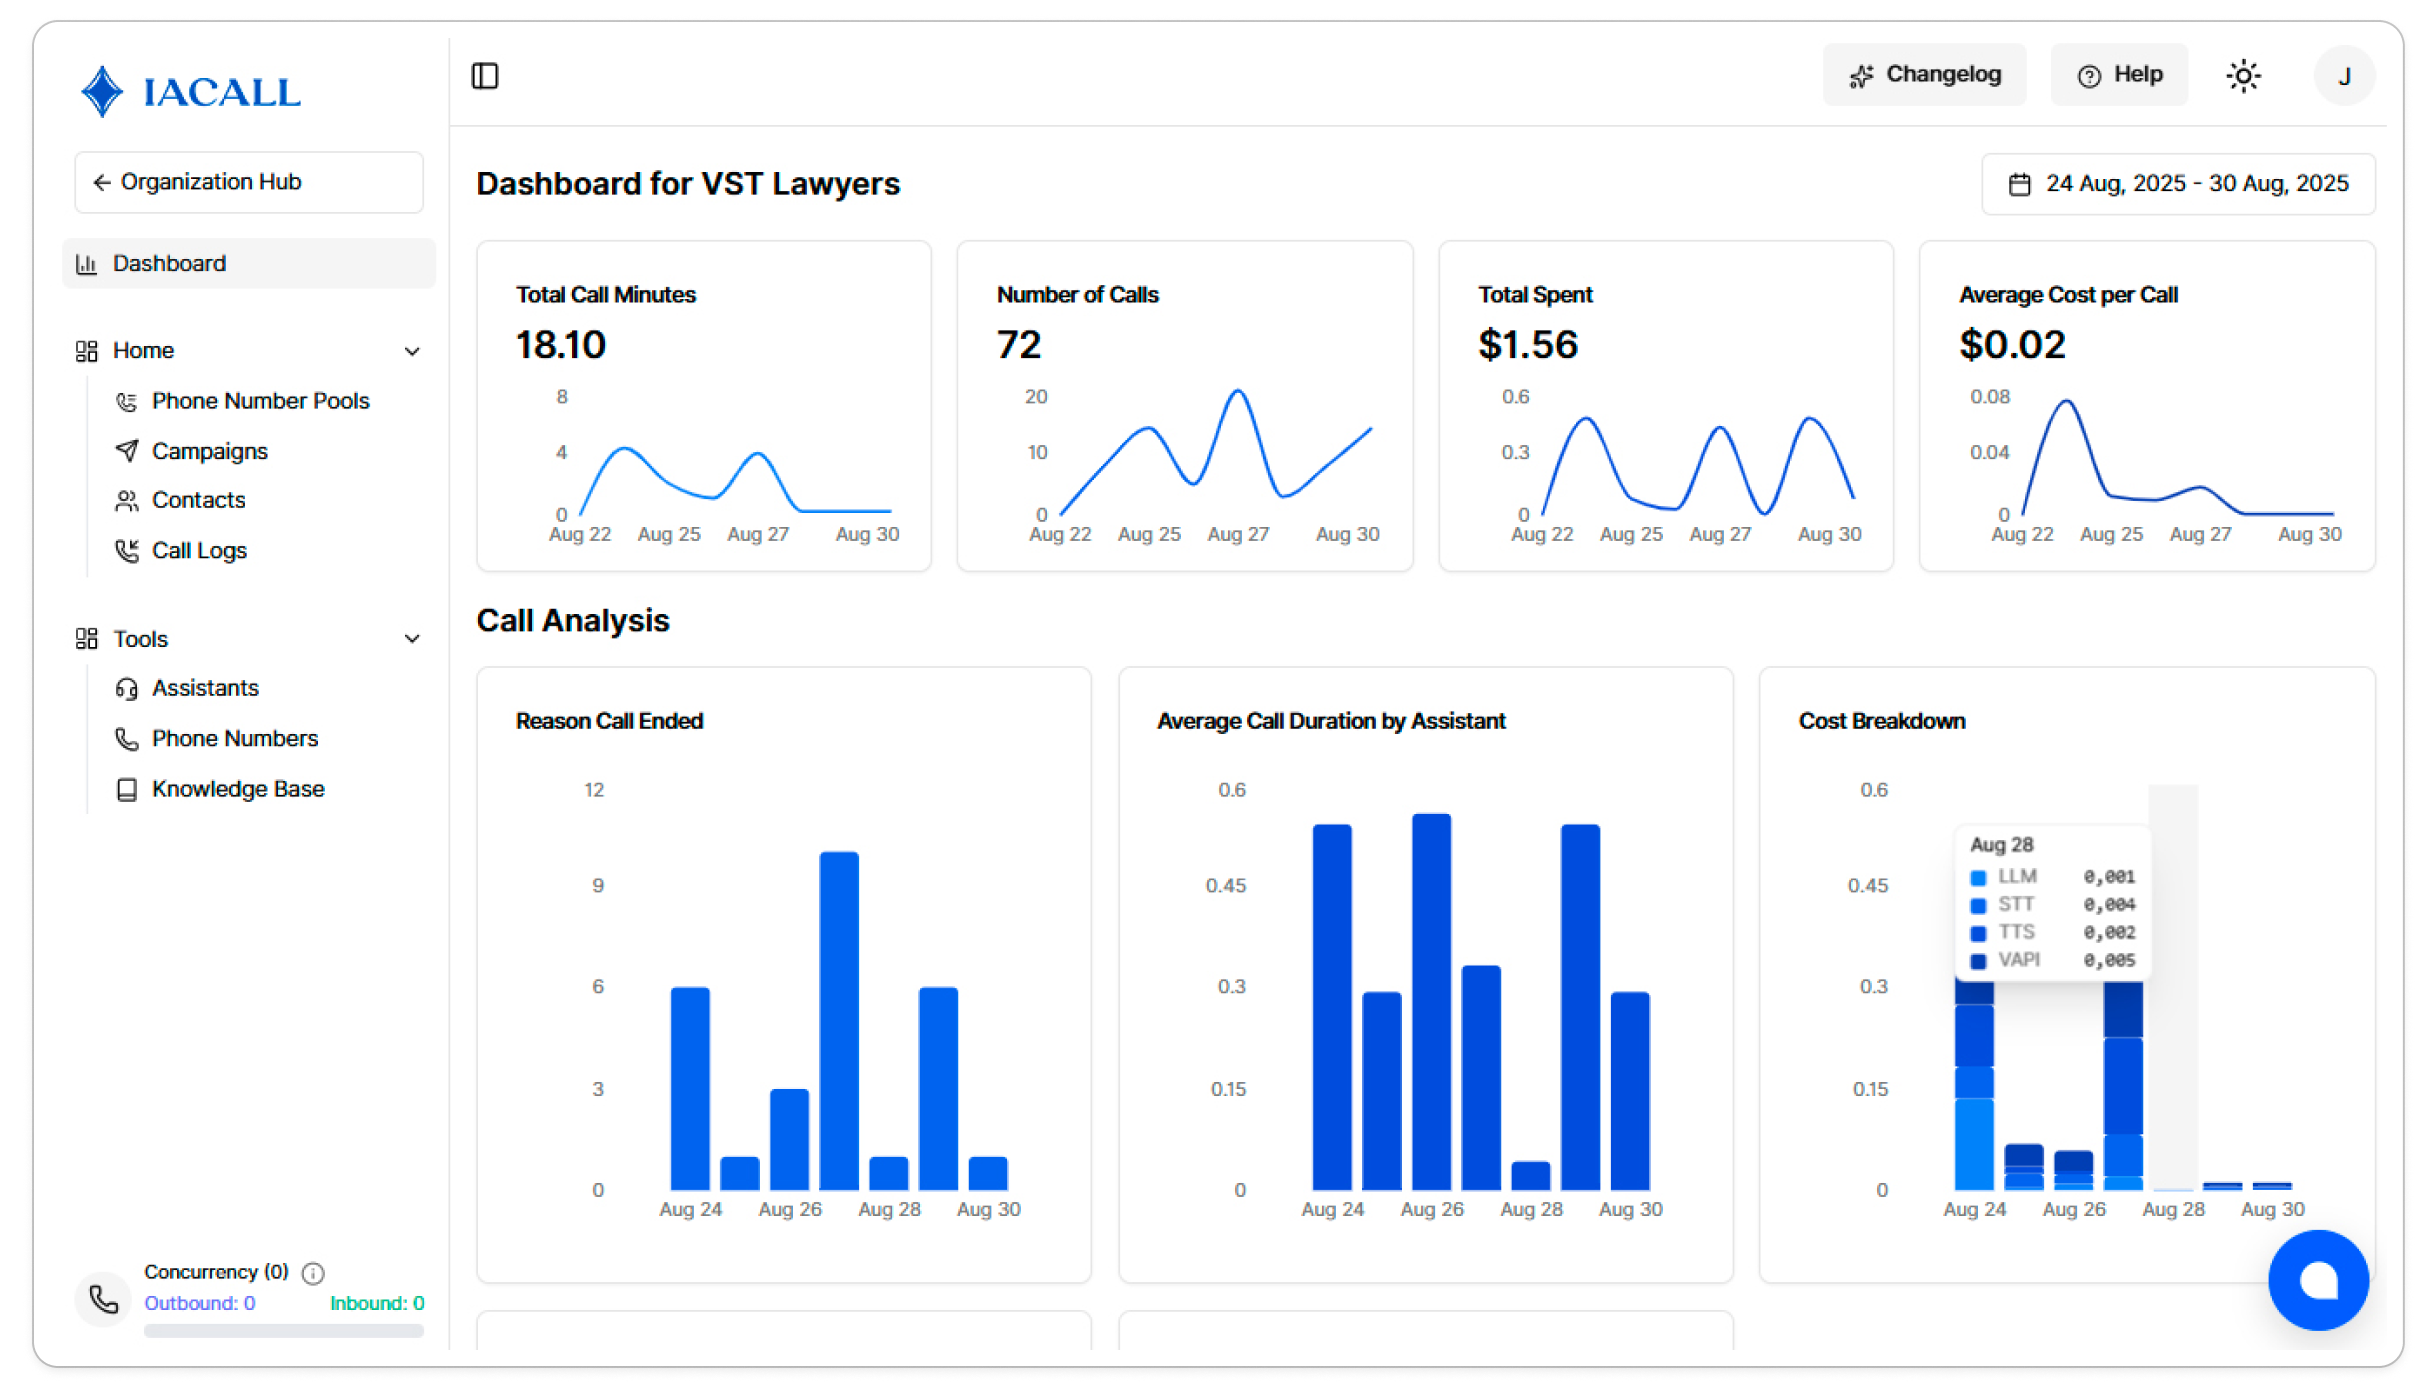 IACALL
Changelog
Help
J
Organization Hub
Dashboard
Home
Phone Number Pools
Campaigns
Contacts
Call Logs
Tools
Assistants
Phone Numbers
Knowledge Base
Concurrency (0)
Outbound: 0 Inbound: 0
Dashboard for VST Lawyers
24 Aug, 2025 - 30 Aug, 2025
Total Call Minutes
18.10
8
4
0
Aug 22 Aug 25 Aug 27 Aug 30
Number of Calls
72
20
10
0
Aug 22 Aug 25 Aug 27 Aug 30
Total Spent
$1.56
0.6
0.3
0
Aug 22 Aug 25 Aug 27 Aug 30
Average Cost per Call
$0.02
0.08
0.04
0
Aug 22 Aug 25 Aug 27 Aug 30
Call Analysis
Reason Call Ended
12
9
6
3
0
Aug 24 Aug 26 Aug 28 Aug 30
Average Call Duration by Assistant
0.6
0.45
0.3
0.15
0
Aug 24 Aug 26 Aug 28 Aug 30
Cost Breakdown
0.6
0.45
0.3
0.15
0
Aug 28
LLM 0,001
STT 0,004
TTS 0,002
VAPI 0,005
Aug 24 Aug 26 Aug 28 Aug 30